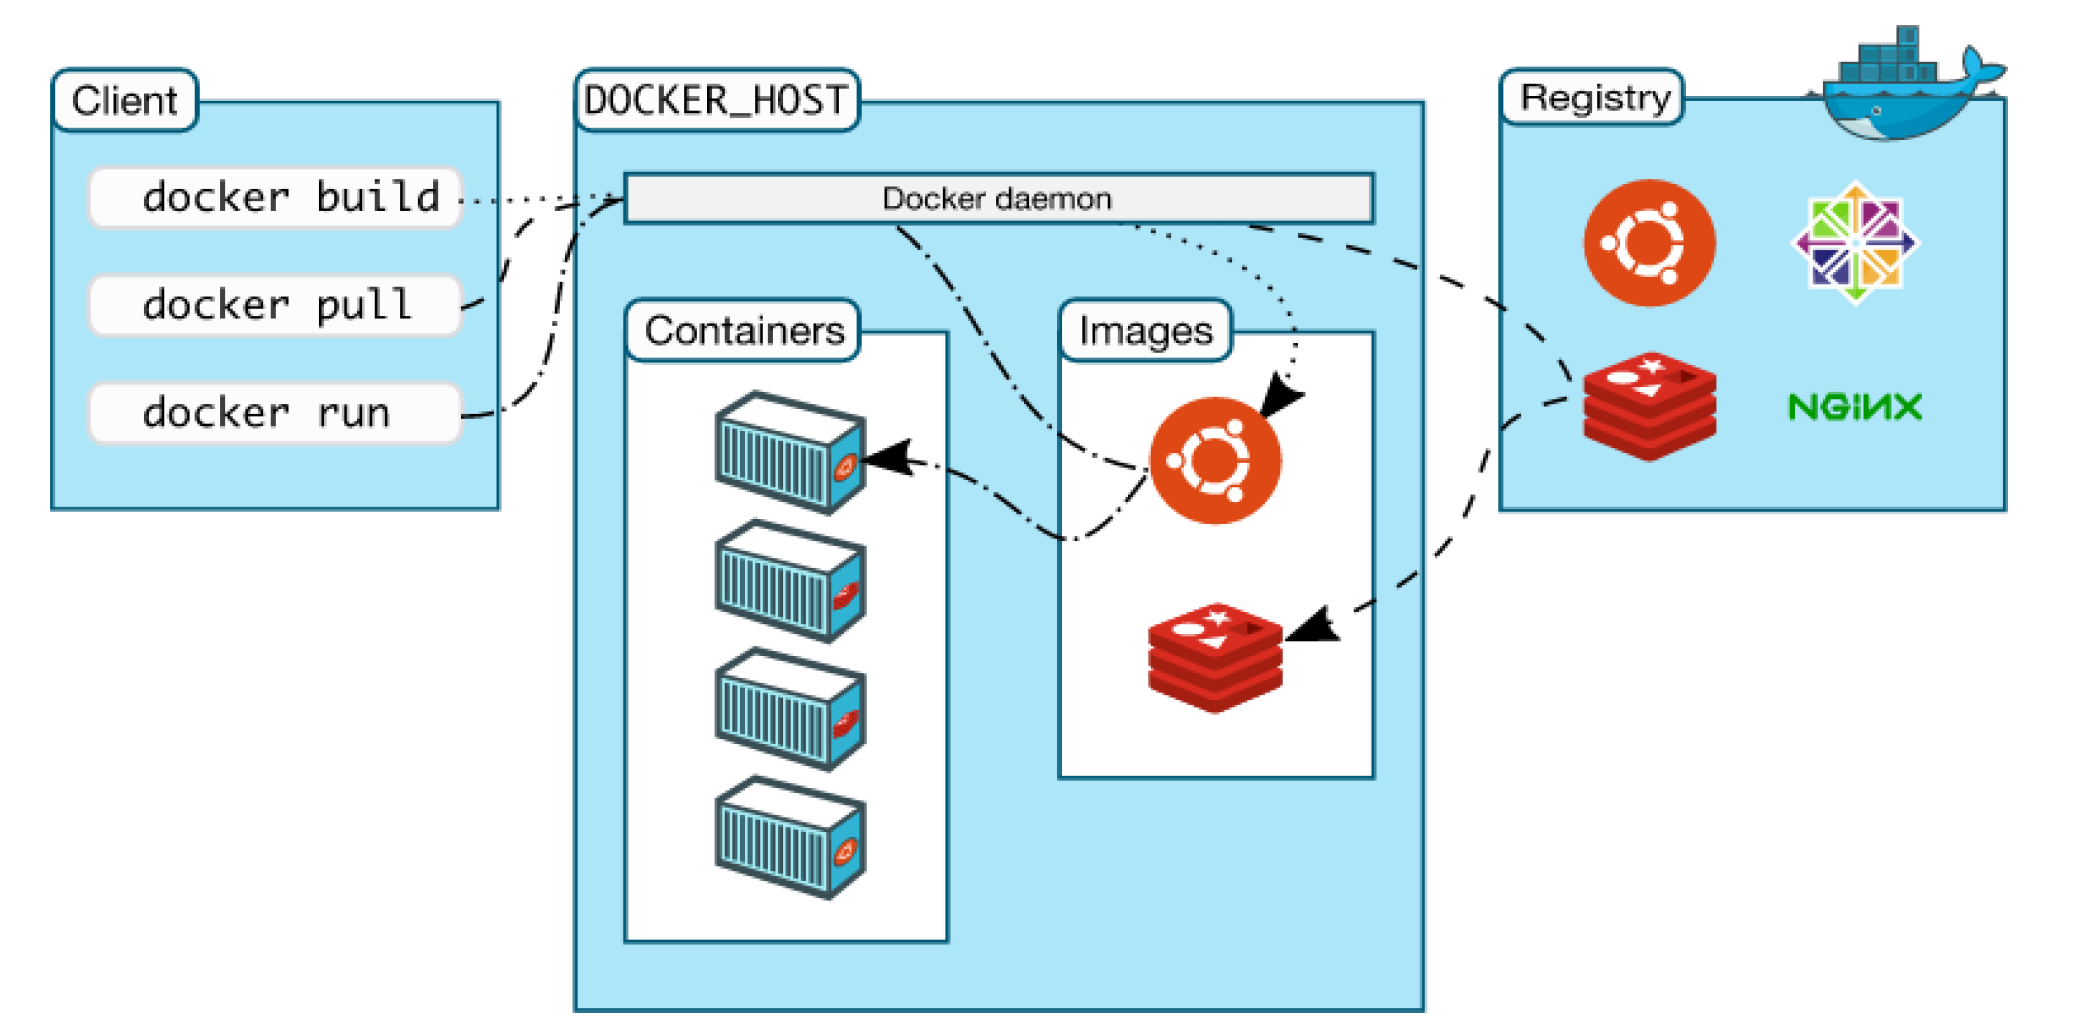 Client
docker build
docker pull
docker run
DOCKER_HOST
Docker daemon
Containers
Images
Registry
NGiNX